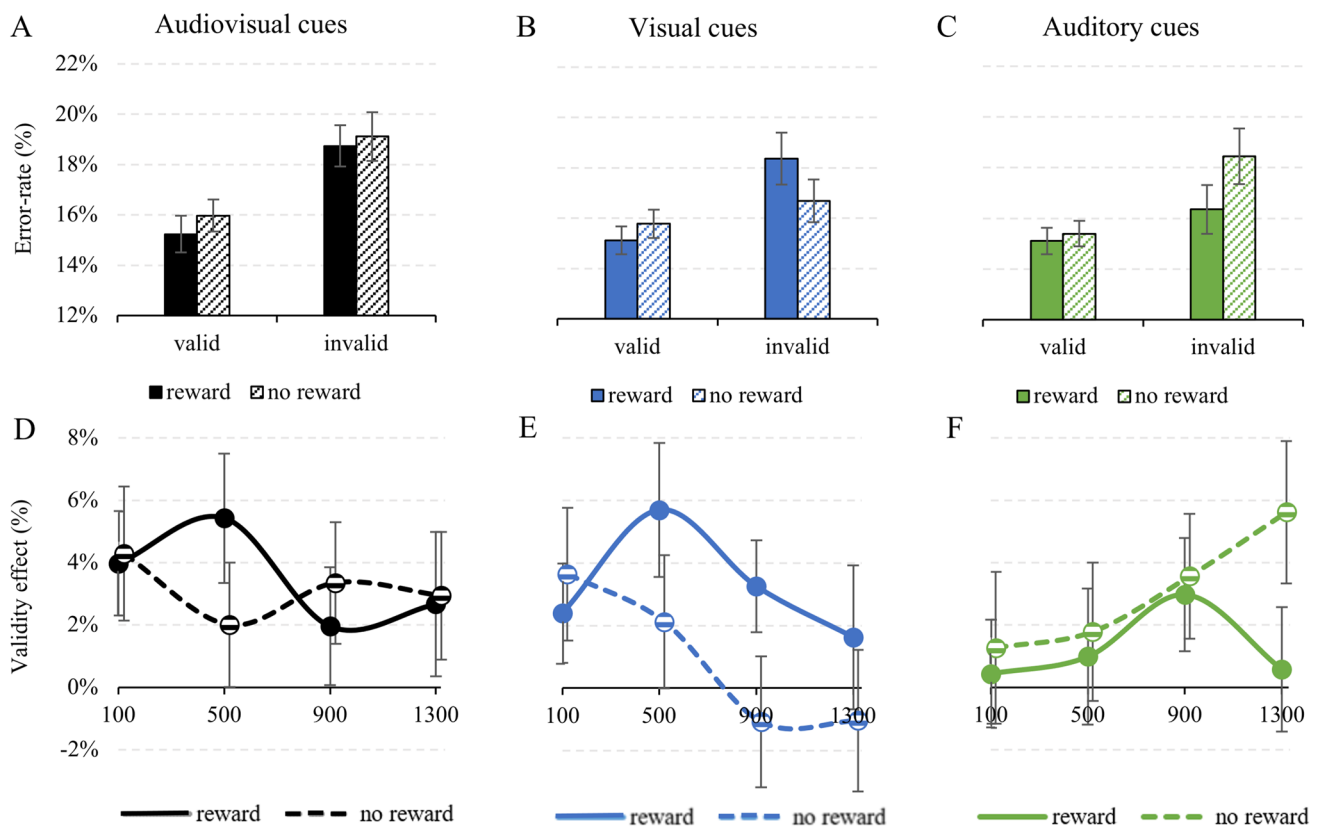 A Audiovisual cues
B Visual cues
C Auditory cues
Error-rate (%)
22%
20%
18%
16%
14%
12%
valid invalid
valid invalid
valid invalid
reward no reward
reward no reward
reward no reward
D
E
F
Validity effect (%)
8%
6%
4%
2%
0%
-2%
100 500 900 1300
100 500 900 1300
100 500 900 1300
reward no reward
reward no reward
reward no reward